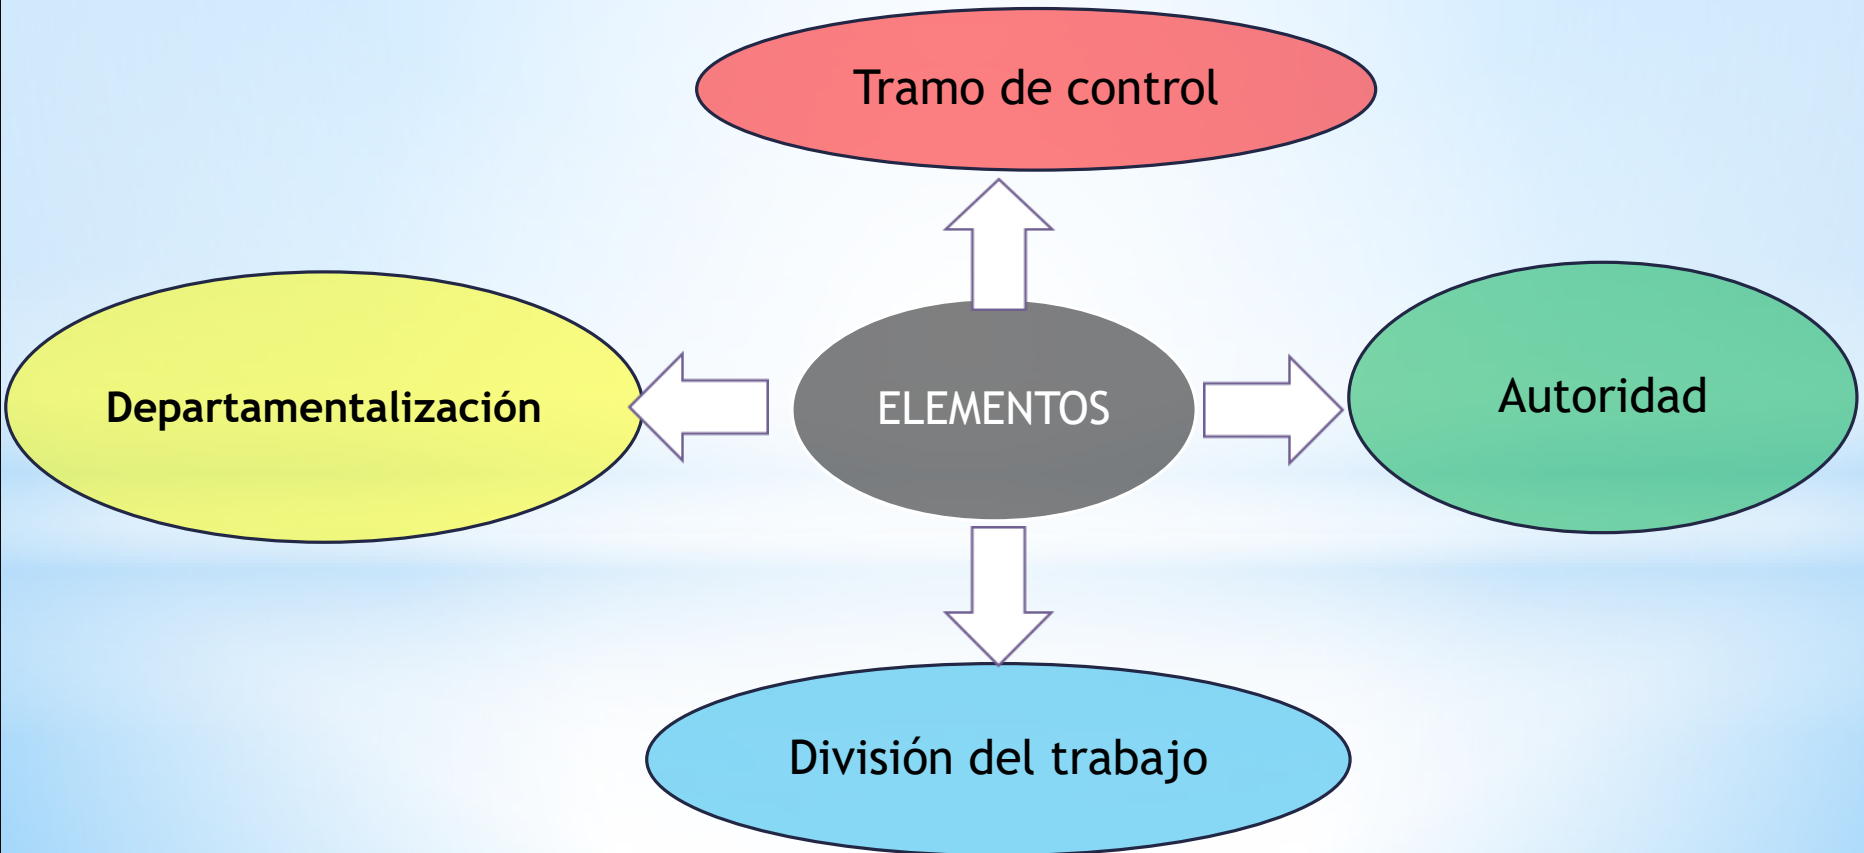 Tramo de control
Departamentalización
ELEMENTOS
Autoridad
División del trabajo